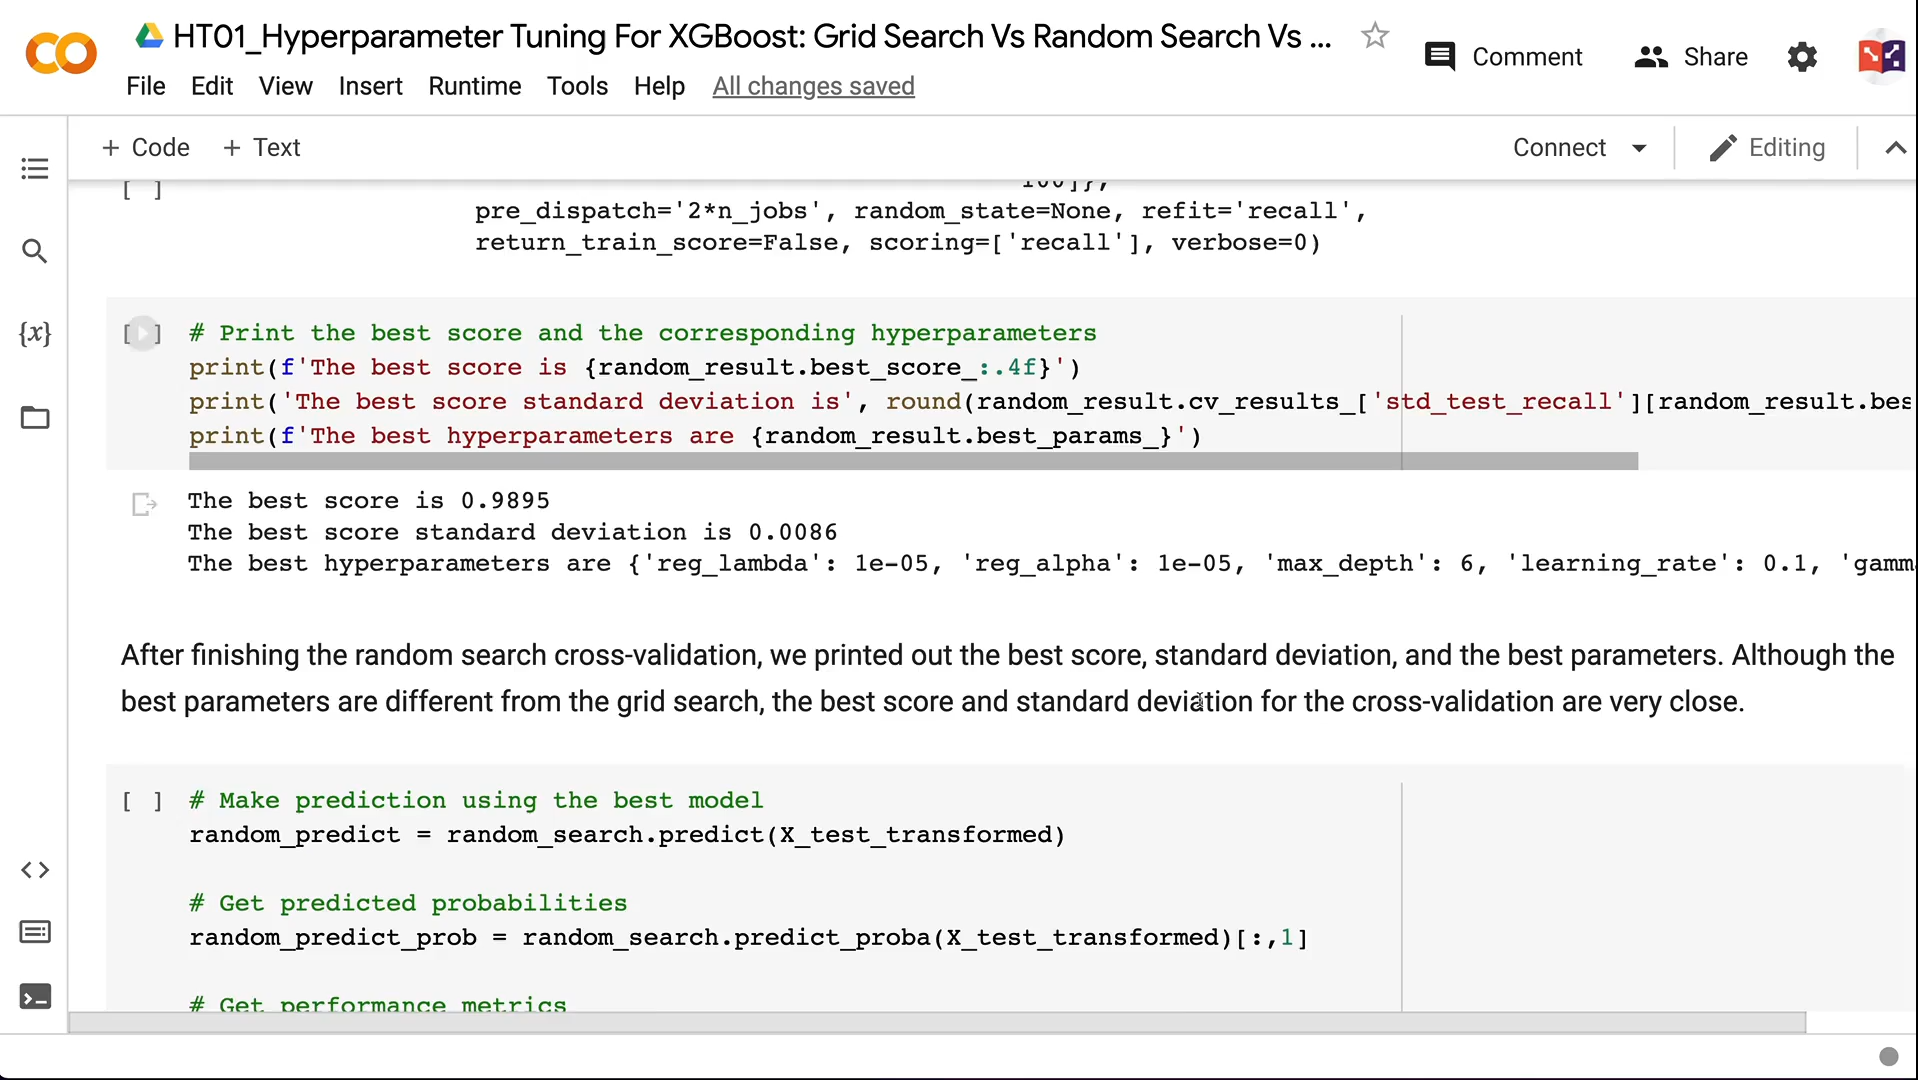 HT01_Hyperparameter Tuning For XGBoost: Grid Search Vs Random Search Vs ...
Comment
Share
File Edit View Insert Runtime Tools Help All changes saved
+ Code + Text
Connect
Editing
[ ]
100]},
pre_dispatch='2*n_jobs', random_state=None, refit='recall',
return_train_score=False, scoring=['recall'], verbose=0)
{x}
[ ] # Print the best score and the corresponding hyperparameters
print(f'The best score is {random_result.best_score_:.4f}')
print('The best score standard deviation is', round(random_result.cv_results_['std_test_recall'][random_result.bes
print(f'The best hyperparameters are {random_result.best_params_}')
The best score is 0.9895
The best score standard deviation is 0.0086
The best hyperparameters are {'reg_lambda': 1e-05, 'reg_alpha': 1e-05, 'max_depth': 6, 'learning_rate': 0.1, 'gamm
After finishing the random search cross-validation, we printed out the best score, standard deviation, and the best parameters. Although the
best parameters are different from the grid search, the best score and standard deviation for the cross-validation are very close.
[ ] # Make prediction using the best model
random_predict = random_search.predict(X_test_transformed)
# Get predicted probabilities
random_predict_prob = random_search.predict_proba(X_test_transformed)[:,1]
# Get performance metrics